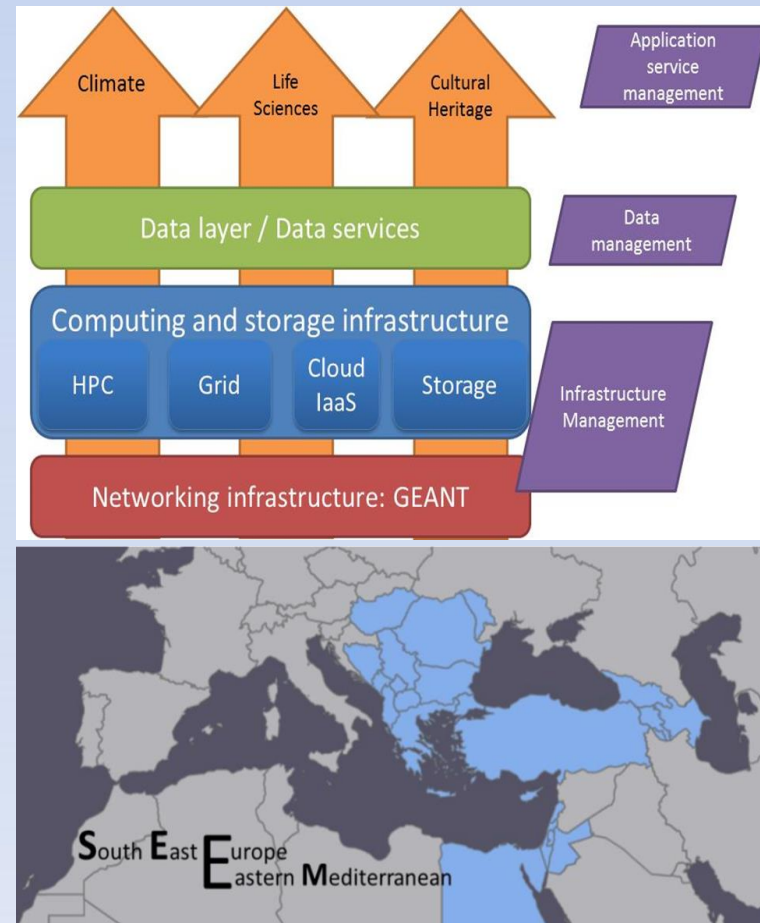 Climate
Life
Sciences
Cultural
Heritage
Application
service
management
Data layer / Data services
Data
management
Computing and storage infrastructure
HPC
Grid
Cloud
IaaS
Storage
Infrastructure
Management
Networking infrastructure: GEANT
South East Europe
Eastern Mediterranean